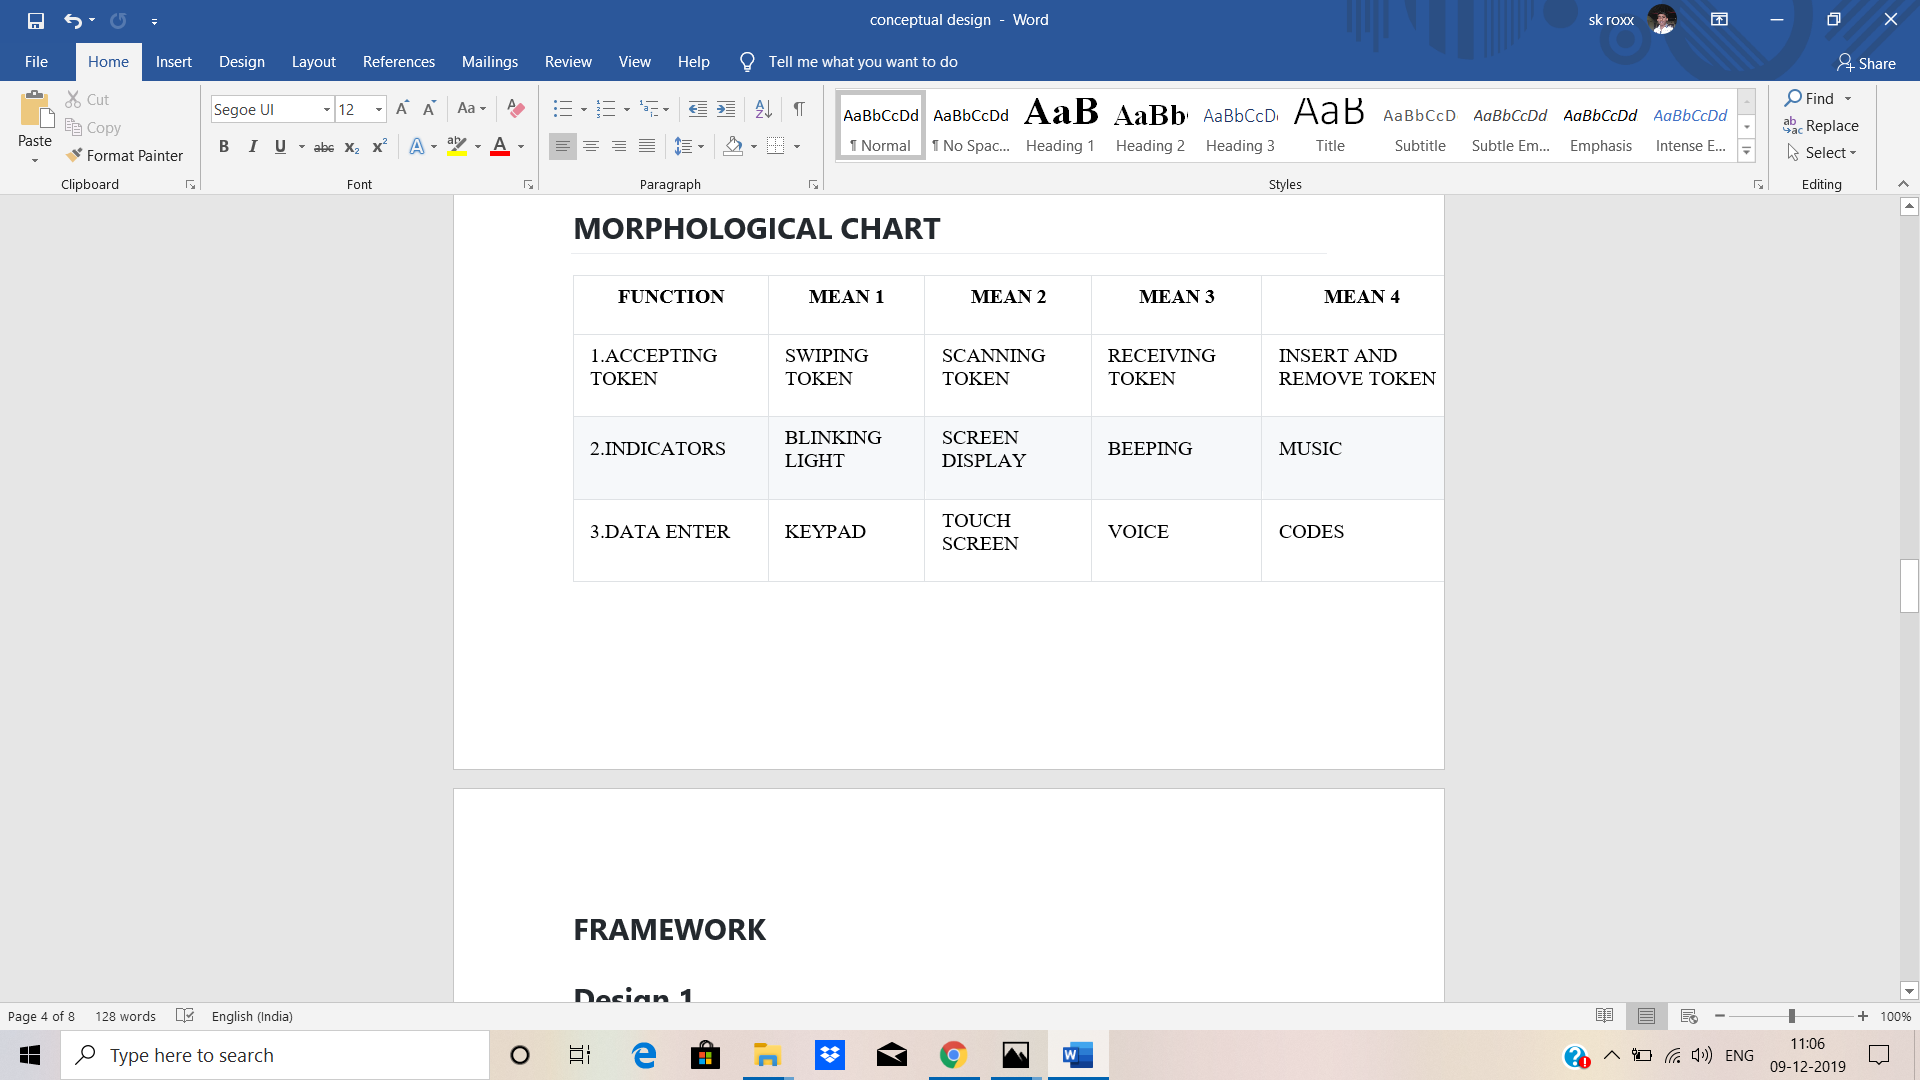 conceptual design - Word
sk roxx
File Home Insert Design Layout References Mailings Review View Help Tell me what you want to do
Share
Paste
Cut
Copy
Format Painter
Clipboard
Segoe UI 12
Font
Paragraph
AaBbCcDd AaBbCcDd AaB AaBb AaBbCcD AaB AaBbCcD AaBbCcDd AaBbCcDd AaBbCcDd
¶ Normal ¶ No Spac... Heading 1 Heading 2 Heading 3 Title Subtitle Subtle Em... Emphasis Intense E...
Styles
Find
Replace
Select
Editing
MORPHOLOGICAL CHART
FUNCTION MEAN 1 MEAN 2 MEAN 3 MEAN 4
1.ACCEPTING TOKEN SWIPING TOKEN SCANNING TOKEN RECEIVING TOKEN INSERT AND REMOVE TOKEN
2.INDICATORS BLINKING LIGHT SCREEN DISPLAY BEEPING MUSIC
3.DATA ENTER KEYPAD TOUCH SCREEN VOICE CODES
FRAMEWORK
Design 1
Page 4 of 8 128 words English (India)
100%
Type here to search
ENG
11:06
09-12-2019